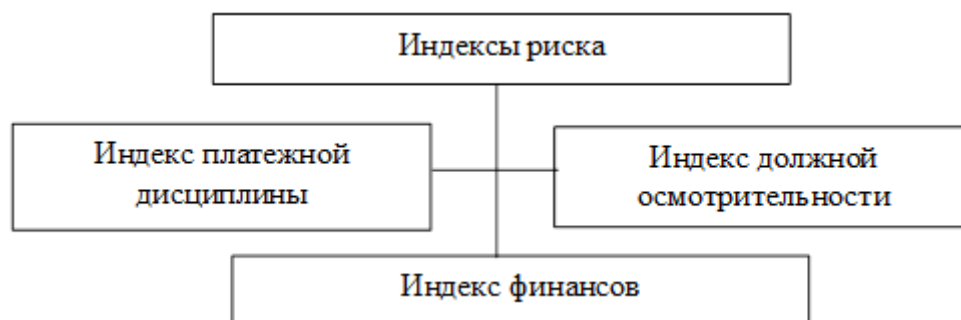 Индексы риска
Индекс платежной
дисциплины
Индекс должной
осмотрительности
Индекс финансов